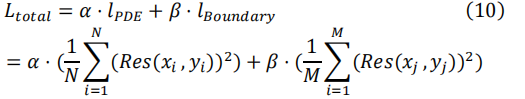 L_total = α · l_PDE + β · l_Boundary (10)
= α · (1/N ∑_{i=1}^{N} (Res(x_i, y_i))²) + β · (1/M ∑_{i=1}^{M} (Res(x_j, y_j))²)